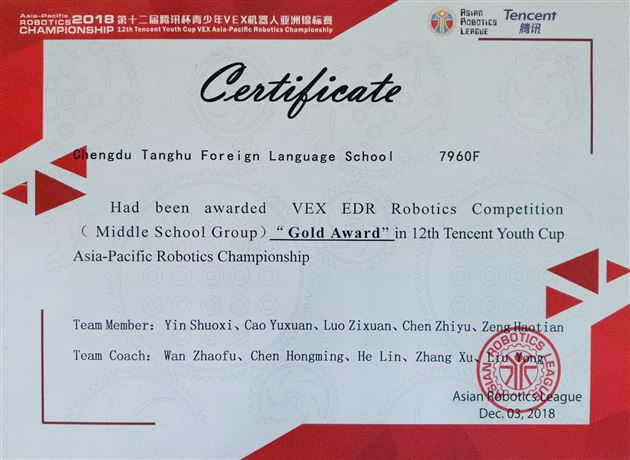 Asia-Pacific
ROBOTICS 2018 第十二届腾讯杯青少年VEX机器人亚洲锦标赛
CHAMPIONSHIP 12th Tencent Youth Cup VEX Asia-Pacific Robotics Championship
ASIAN
ROBOTICS
LEAGUE
Tencent
腾讯
Certificate
Chengdu Tanghu Foreign Language School 7960F
Had been awarded VEX EDR Robotics Competition
( Middle School Group) “Gold Award” in 12th Tencent Youth Cup
Asia-Pacific Robotics Championship
Team Member: Yin Shuoxi、Cao Yuxuan、Luo Zixuan、Chen Zhiyu、Zeng Haotian
Team Coach: Wan Zhaofu、Chen Hongming、He Lin、Zhang Xu、Liu Yong
ASIAN ROBOTICS LEAGUE
Asian Robotics League
Dec. 03, 2018